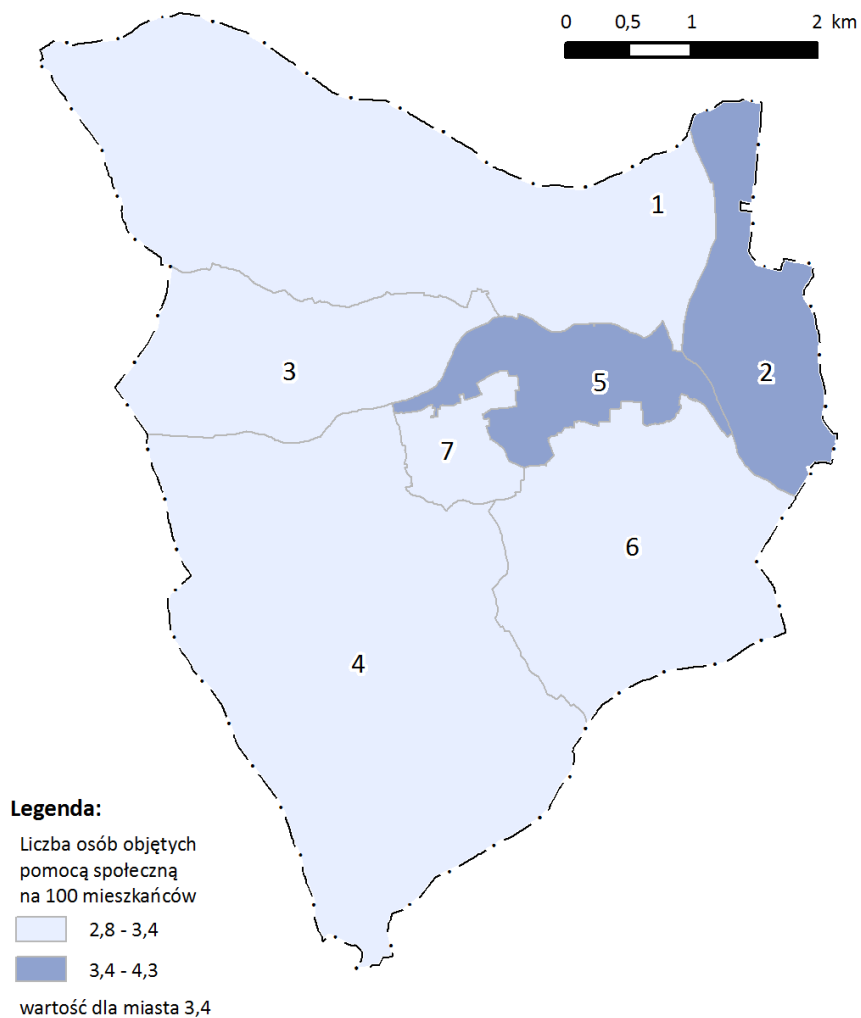 0 0,5 1 2 km
1
2
3
5
7
6
4
Legenda:
Liczba osób objętych
pomocą społeczną
na 100 mieszkańców
2,8 - 3,4
3,4 - 4,3
wartość dla miasta 3,4